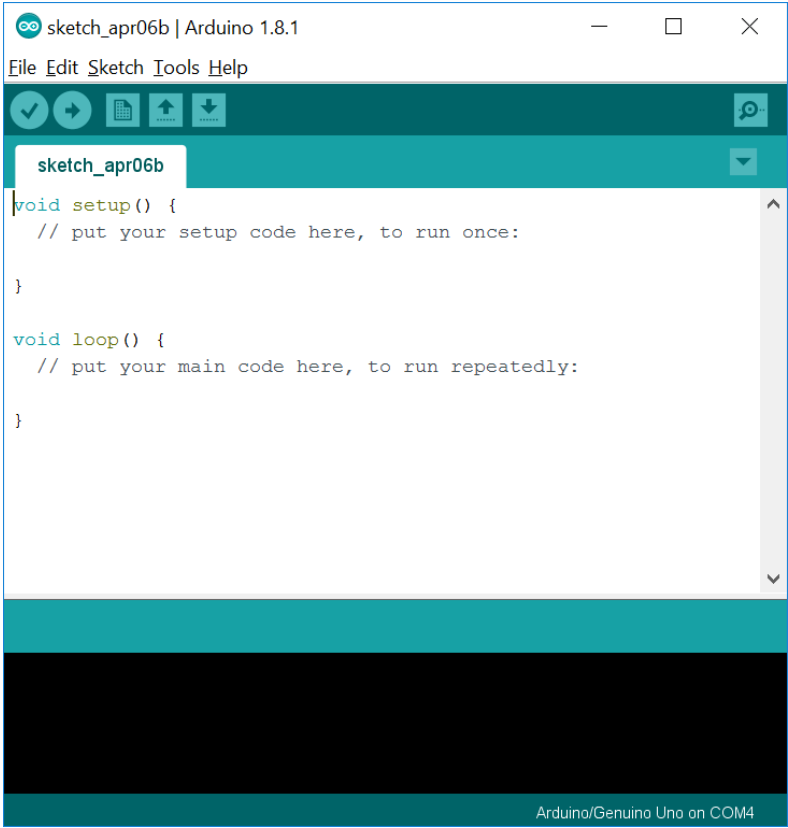 sketch_apr06b | Arduino 1.8.1
File Edit Sketch Tools Help
sketch_apr06b
void setup() {
  // put your setup code here, to run once:
}
void loop() {
  // put your main code here, to run repeatedly:
}
Arduino/Genuino Uno on COM4